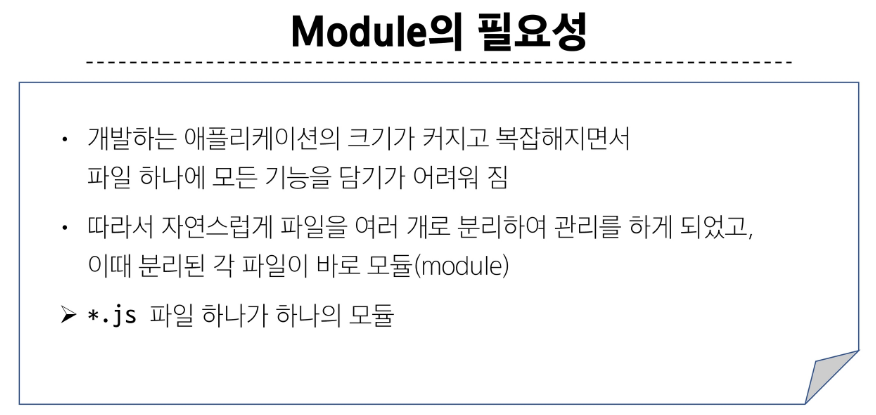 Module의 필요성
• 개발하는 애플리케이션의 크기가 커지고 복잡해지면서
파일 하나에 모든 기능을 담기가 어려워 짐
• 따라서 자연스럽게 파일을 여러 개로 분리하여 관리를 하게 되었고,
이때 분리된 각 파일이 바로 모듈(module)
➢ *.js 파일 하나가 하나의 모듈